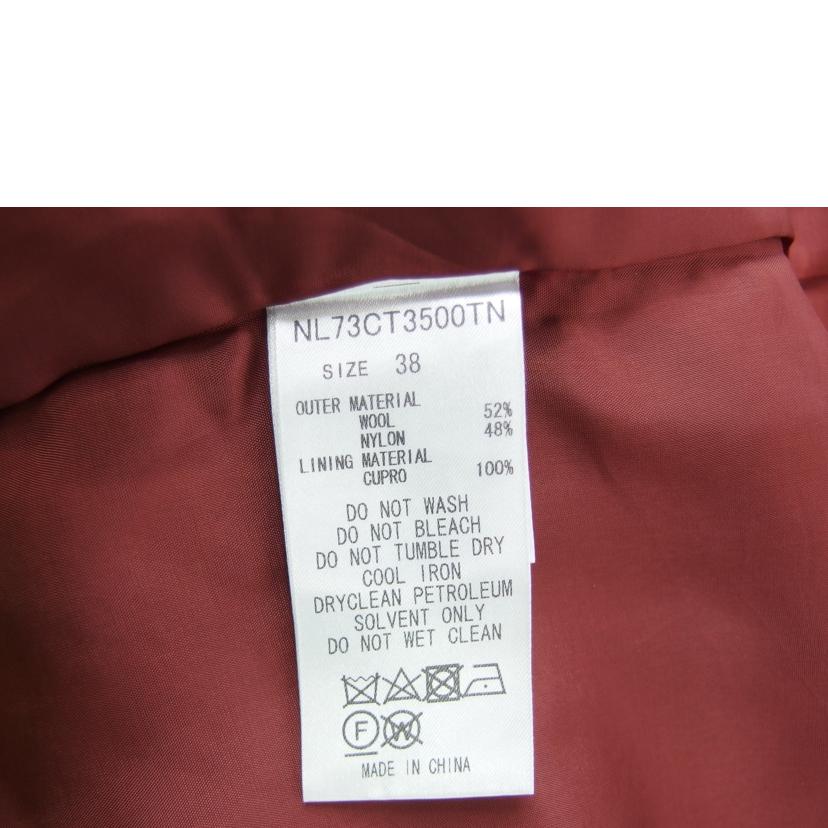 NL73CT3500TN
SIZE 38
OUTER MATERIAL
WOOL 52%
NYLON 48%
LINING MATERIAL
CUPRO 100%
DO NOT WASH
DO NOT BLEACH
DO NOT TUMBLE DRY
COOL IRON
DRYCLEAN PETROLEUM
SOLVENT ONLY
DO NOT WET CLEAN
F W
MADE IN CHINA